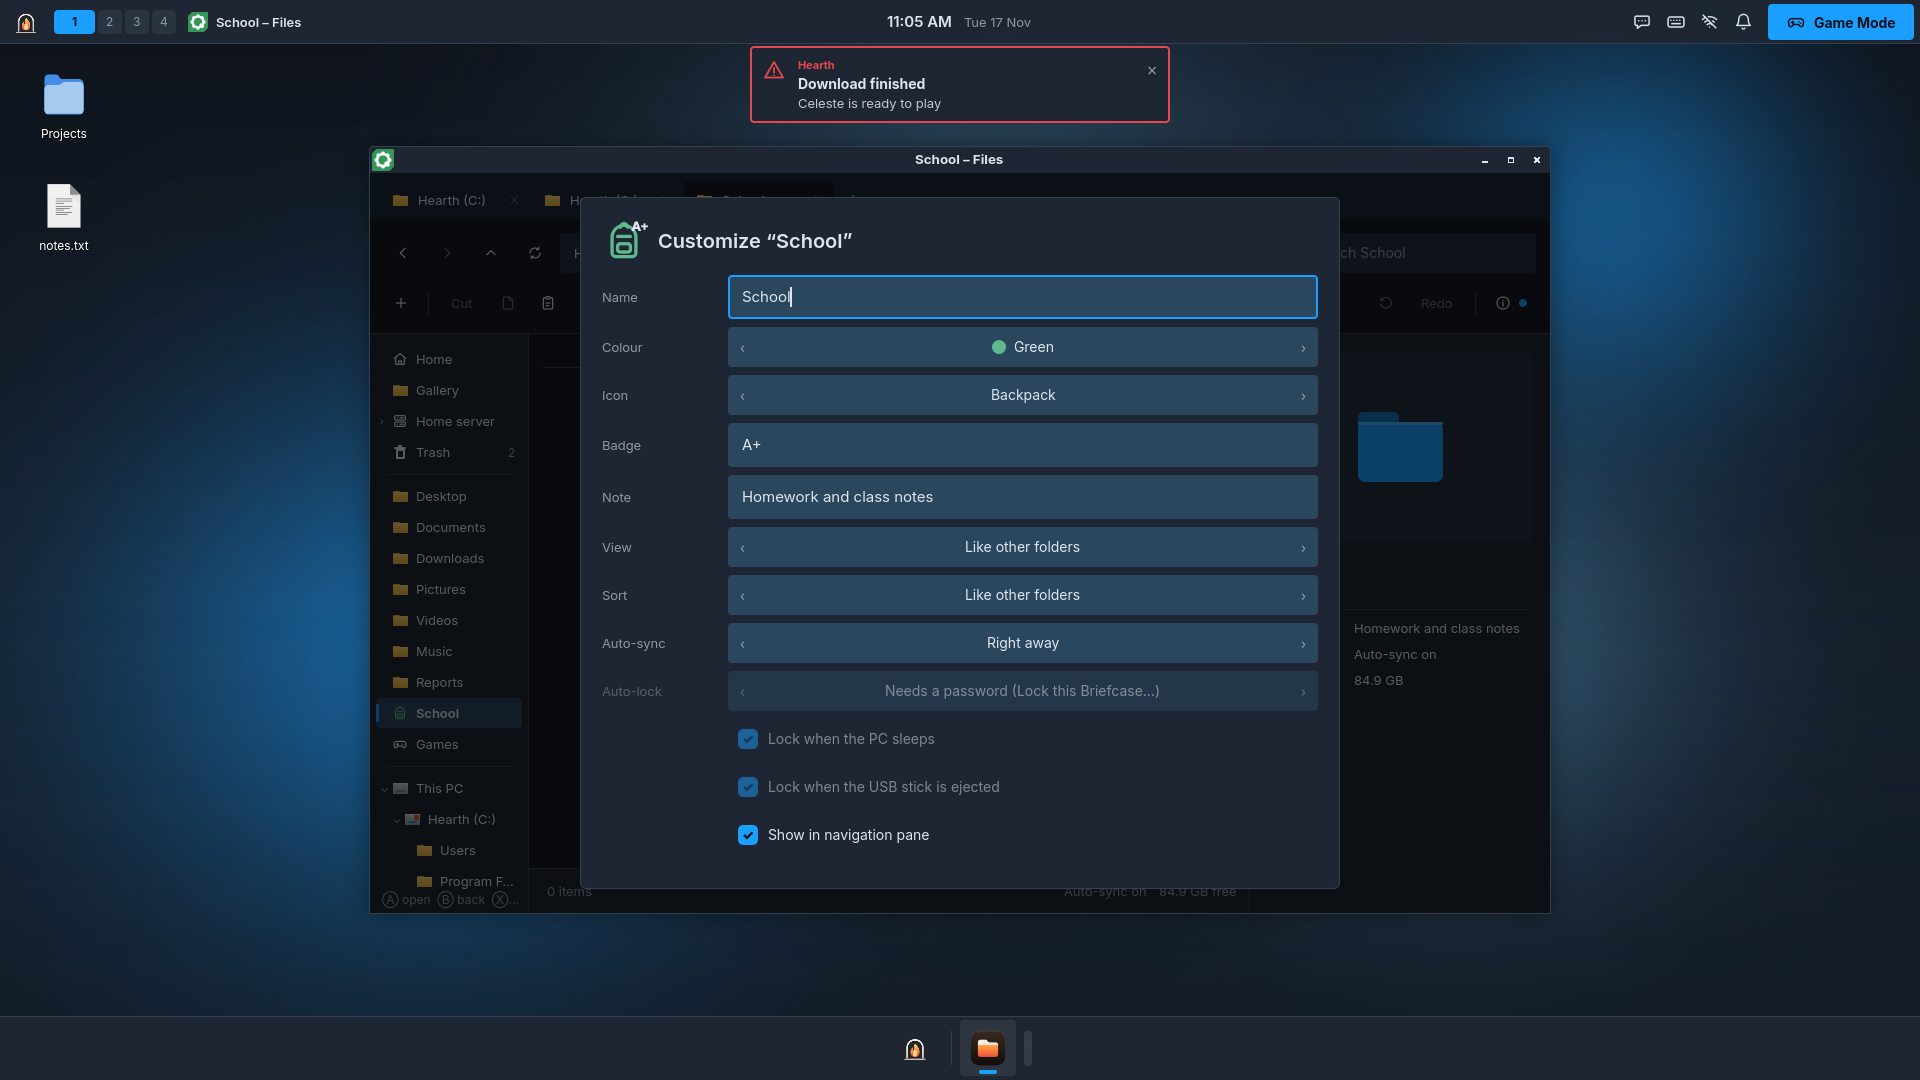 1 2 3 4 School – Files 11:05 AM Tue 17 Nov Game Mode
Hearth
Download finished
Celeste is ready to play
Projects
notes.txt
School – Files
Hearth (C:)
Customize “School”
A+
ch School
Cut
Redo
Name School
Colour Green
Icon Backpack
Badge A+
Note Homework and class notes
View Like other folders
Sort Like other folders
Auto-sync Right away
Auto-lock Needs a password (Lock this Briefcase...)
Lock when the PC sleeps
Lock when the USB stick is ejected
Show in navigation pane
Home
Gallery
Home server
Trash 2
Desktop
Documents
Downloads
Pictures
Videos
Music
Reports
School
Games
This PC
Hearth (C:)
Users
Program F...
A open B back X...
0 items
Auto-sync on 84.9 GB free
Homework and class notes
Auto-sync on
84.9 GB